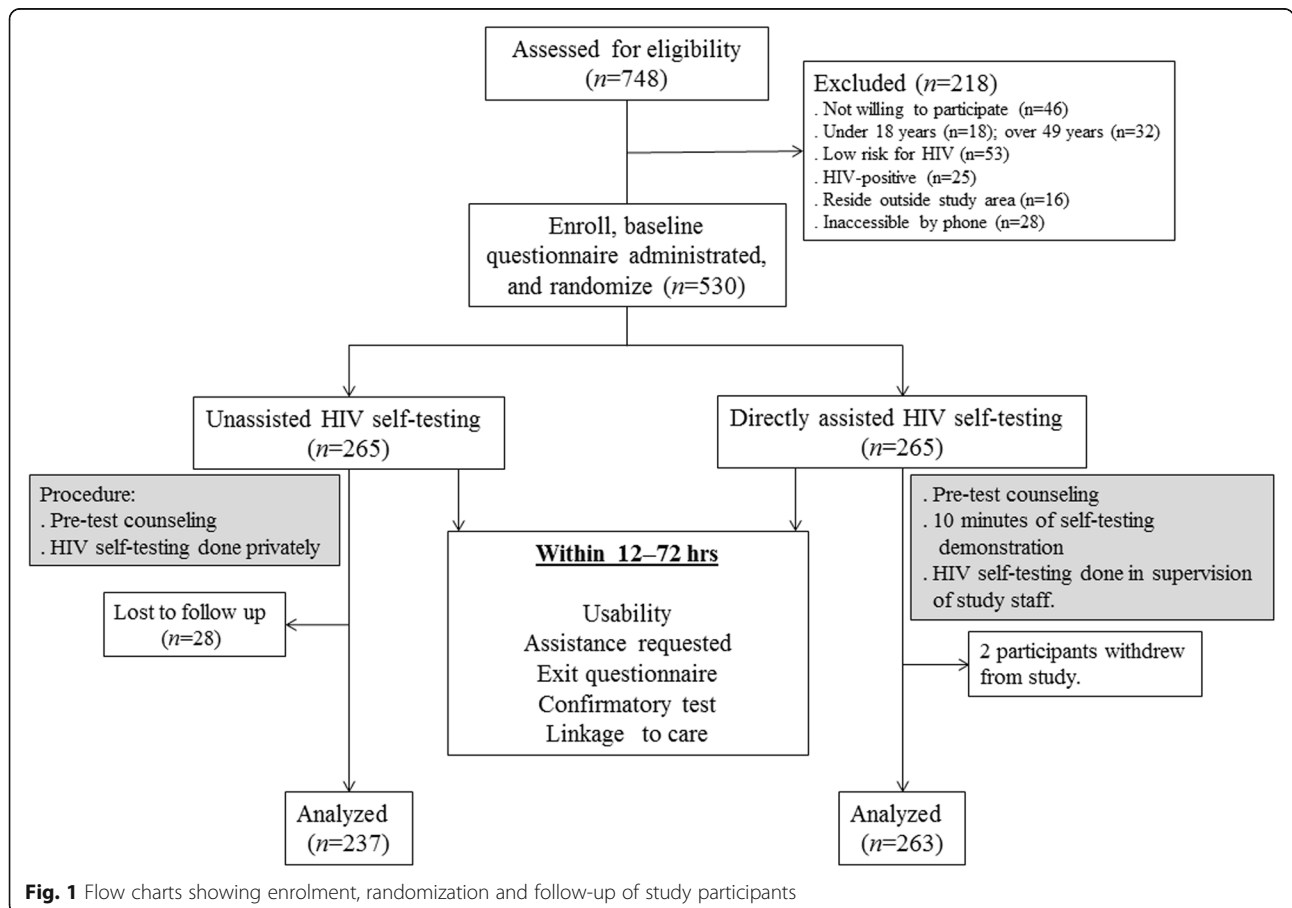 Assessed for eligibility
(n=748)
Excluded (n=218)
. Not willing to participate (n=46)
. Under 18 years (n=18); over 49 years (n=32)
. Low risk for HIV (n=53)
. HIV-positive (n=25)
. Reside outside study area (n=16)
. Inaccessible by phone (n=28)
Enroll, baseline
questionnaire administrated,
and randomize (n=530)
Unassisted HIV self-testing
(n=265)
Directly assisted HIV self-testing
(n=265)
Procedure:
. Pre-test counseling
. HIV self-testing done privately
. Pre-test counseling
. 10 minutes of self-testing
demonstration
. HIV self-testing done in supervision
of study staff.
Within 12–72 hrs
Usability
Assistance requested
Exit questionnaire
Confirmatory test
Linkage to care
Lost to follow up
(n=28)
2 participants withdrew
from study.
Analyzed
(n=237)
Analyzed
(n=263)
Fig. 1 Flow charts showing enrolment, randomization and follow-up of study participants